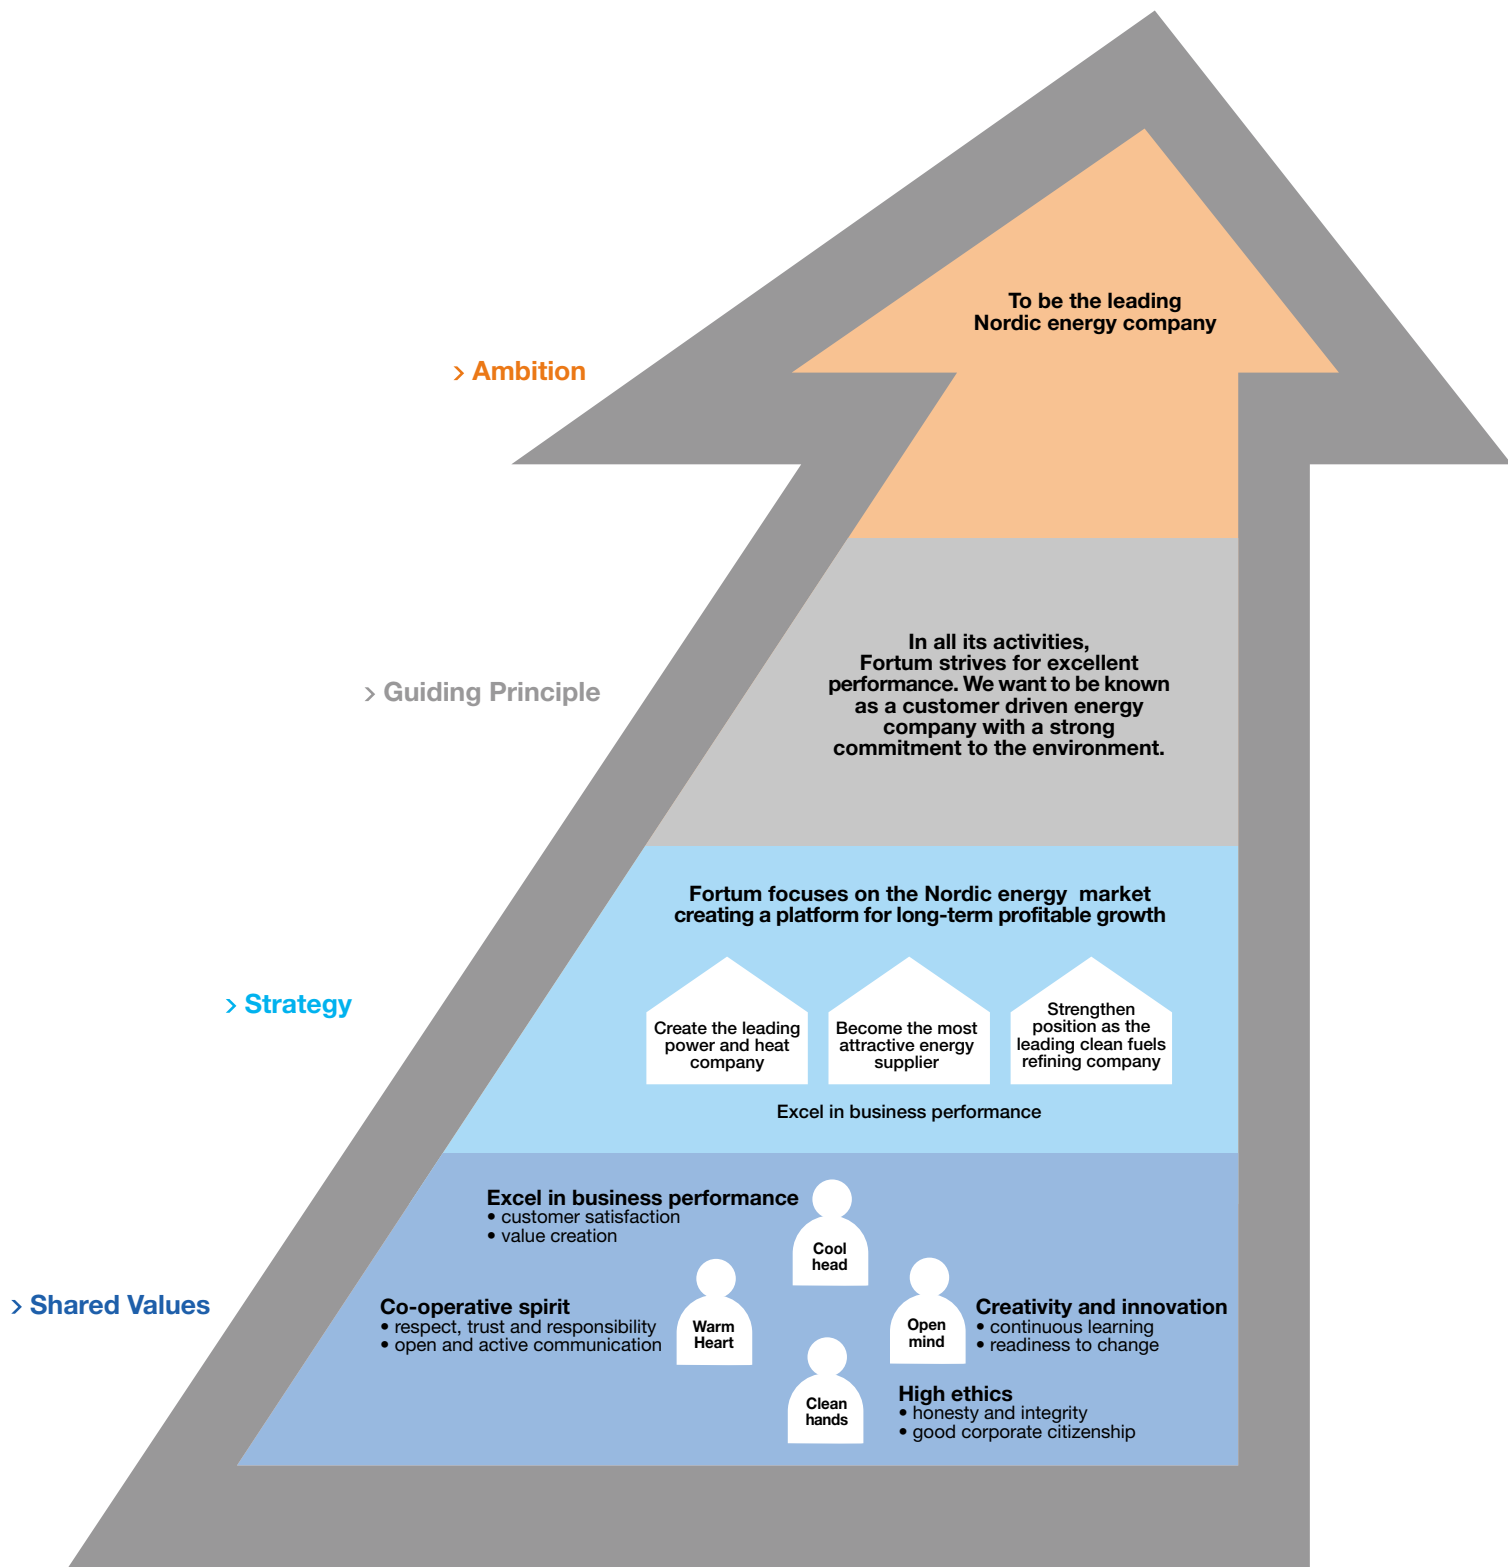 To be the leading
Nordic energy company
> Ambition
In all its activities,
Fortum strives for excellent
performance. We want to be known
as a customer driven energy
company with a strong
commitment to the environment.
> Guiding Principle
Fortum focuses on the Nordic energy market
creating a platform for long-term profitable growth
> Strategy
Create the leading
power and heat
company
Become the most
attractive energy
supplier
Strengthen
position as the
leading clean fuels
refining company
Excel in business performance
Excel in business performance
• customer satisfaction
• value creation
Cool
head
> Shared Values
Co-operative spirit
• respect, trust and responsibility
• open and active communication
Warm
Heart
Open
mind
Creativity and innovation
• continuous learning
• readiness to change
Clean
hands
High ethics
• honesty and integrity
• good corporate citizenship